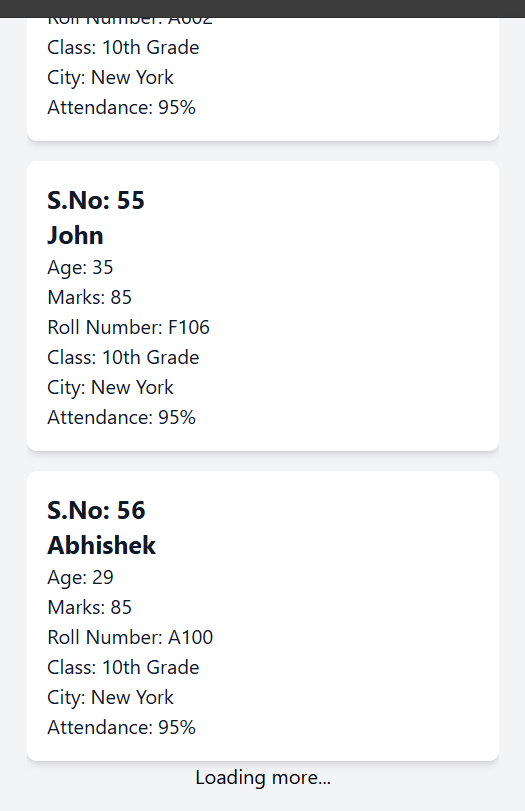 Roll Number: A602
Class: 10th Grade
City: New York
Attendance: 95%
S.No: 55
John
Age: 35
Marks: 85
Roll Number: F106
Class: 10th Grade
City: New York
Attendance: 95%
S.No: 56
Abhishek
Age: 29
Marks: 85
Roll Number: A100
Class: 10th Grade
City: New York
Attendance: 95%
Loading more...